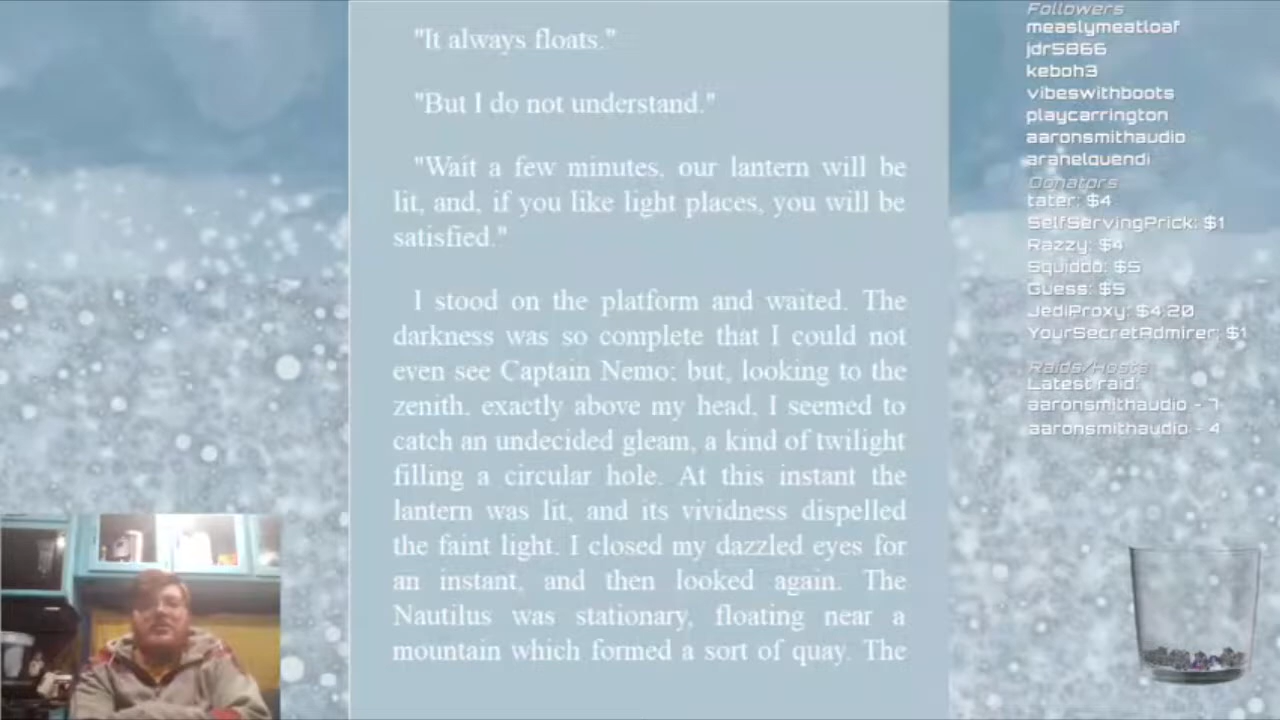 "It always floats."
"But I do not understand."
"Wait a few minutes, our lantern will be
lit, and, if you like light places, you will be
satisfied."
I stood on the platform and waited. The
darkness was so complete that I could not
even see Captain Nemo; but, looking to the
zenith, exactly above my head, I seemed to
catch an undecided gleam, a kind of twilight
filling a circular hole. At this instant the
lantern was lit, and its vividness dispelled
the faint light. I closed my dazzled eyes for
an instant, and then looked again. The
Nautilus was stationary, floating near a
mountain which formed a sort of quay. The
Followers
measlymeatloaf
jdr5866
keboh3
vibeswithboots
playcarrington
aaronsmithaudio
aranelquendi
Donators
tater: $4
SelfServingPrick: $1
Razzy: $4
Squiddo: $5
Guess: $5
JediProxy: $4.20
YourSecretAdmirer: $1
Raids/Hosts
Latest raid:
aaronsmithaudio - 7
aaronsmithaudio - 4